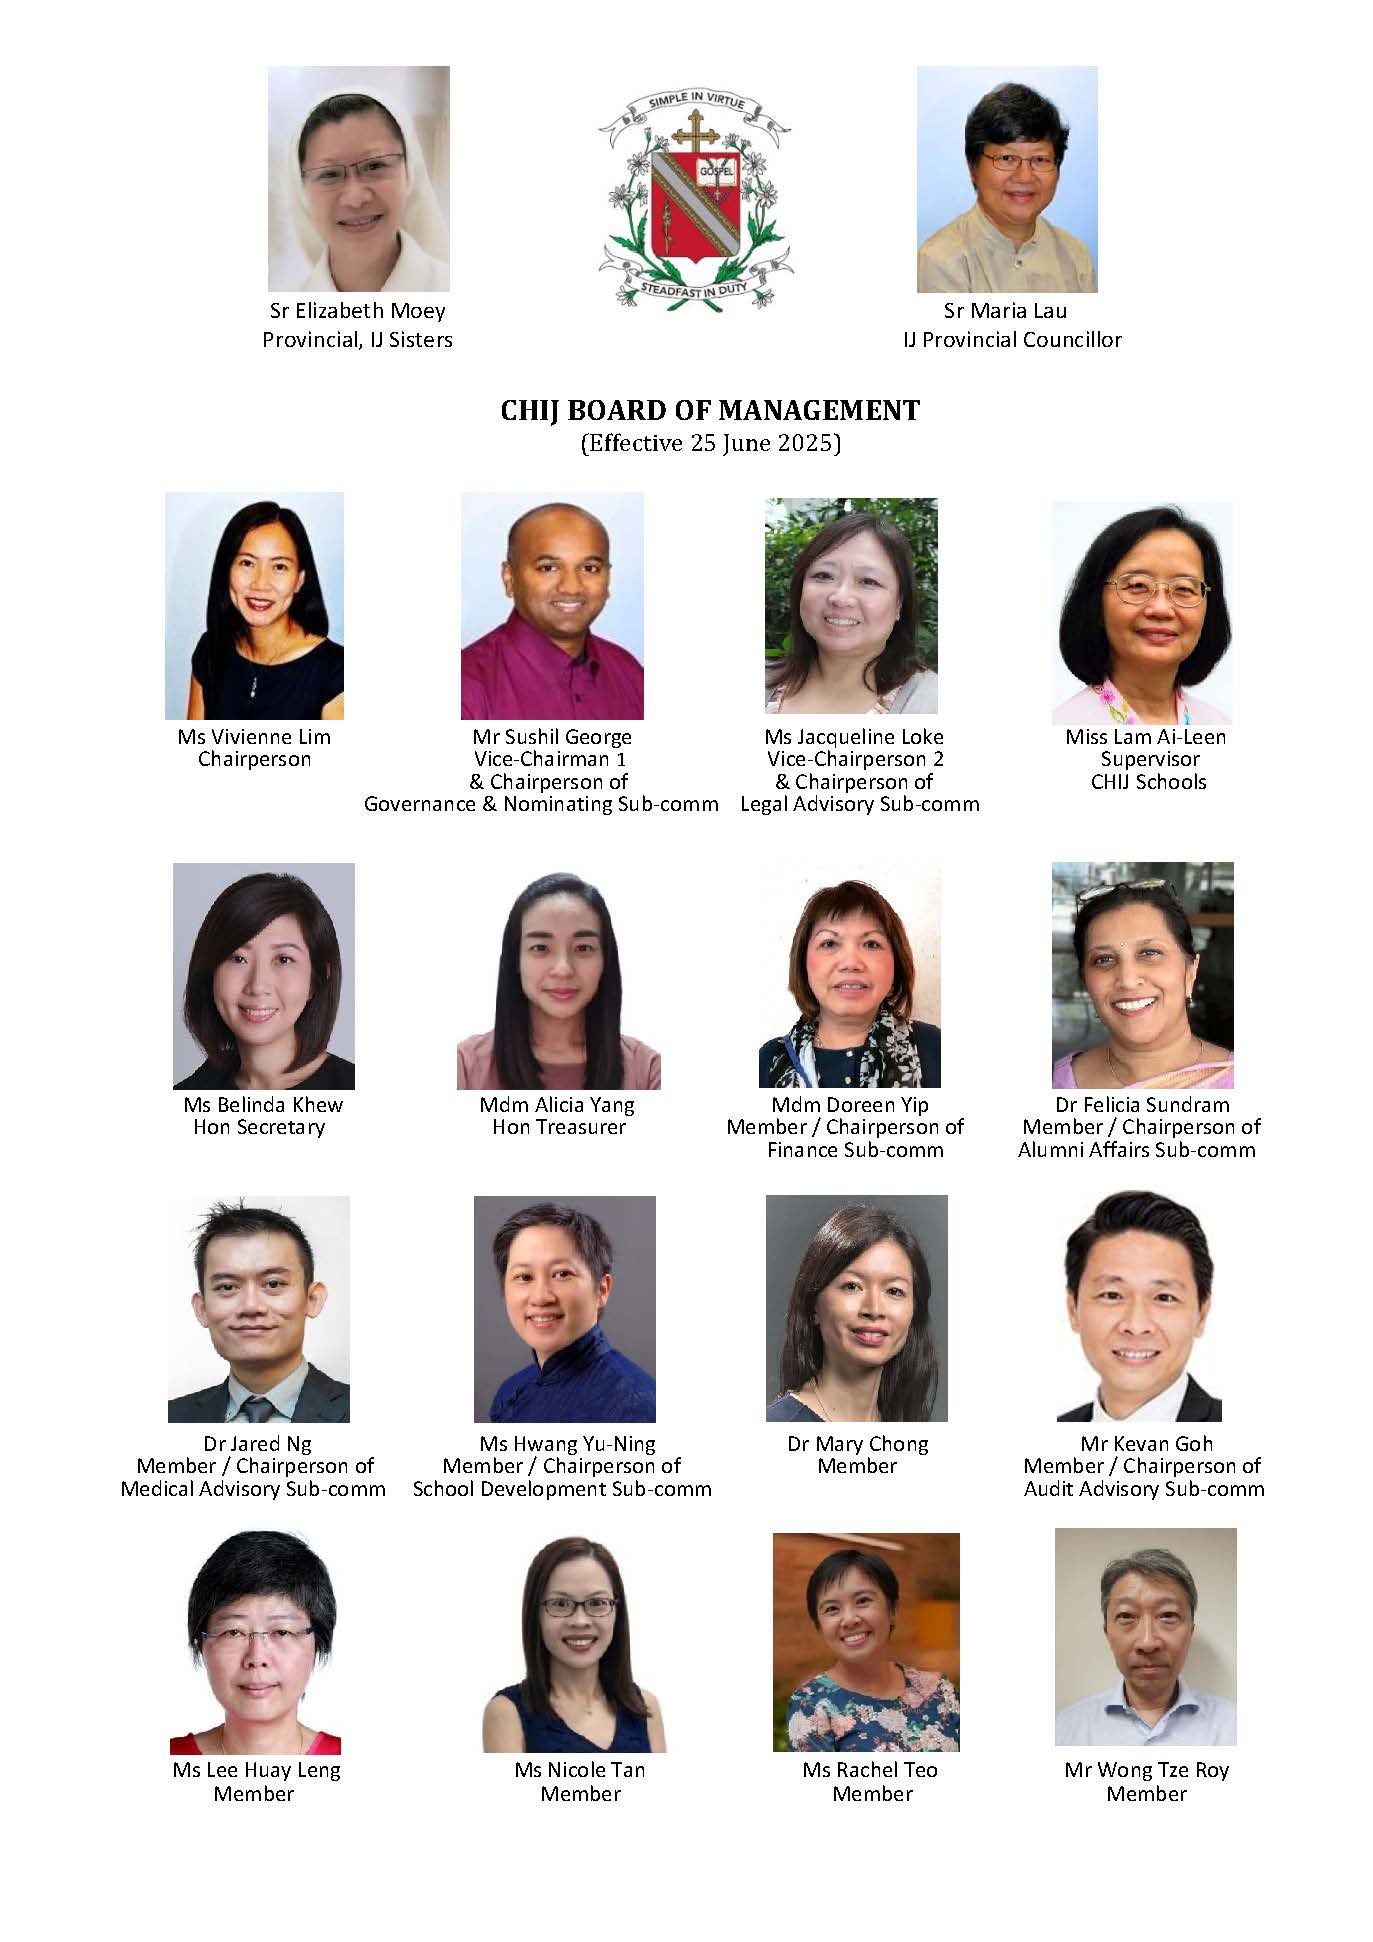 SIMPLE IN VIRTUE
GOSPEL
STEADFAST IN DUTY
Sr Elizabeth Moey
Provincial, IJ Sisters
Sr Maria Lau
IJ Provincial Councillor
CHIJ BOARD OF MANAGEMENT
(Effective 25 June 2025)
Ms Vivienne Lim
Chairperson
Mr Sushil George
Vice-Chairman 1
& Chairperson of
Governance & Nominating Sub-comm
Ms Jacqueline Loke
Vice-Chairperson 2
& Chairperson of
Legal Advisory Sub-comm
Miss Lam Ai-Leen
Supervisor
CHIJ Schools
Ms Belinda Khew
Hon Secretary
Mdm Alicia Yang
Hon Treasurer
Mdm Doreen Yip
Member / Chairperson of
Finance Sub-comm
Dr Felicia Sundram
Member / Chairperson of
Alumni Affairs Sub-comm
Dr Jared Ng
Member / Chairperson of
Medical Advisory Sub-comm
Ms Hwang Yu-Ning
Member / Chairperson of
School Development Sub-comm
Dr Mary Chong
Member
Mr Kevan Goh
Member / Chairperson of
Audit Advisory Sub-comm
Ms Lee Huay Leng
Member
Ms Nicole Tan
Member
Ms Rachel Teo
Member
Mr Wong Tze Roy
Member